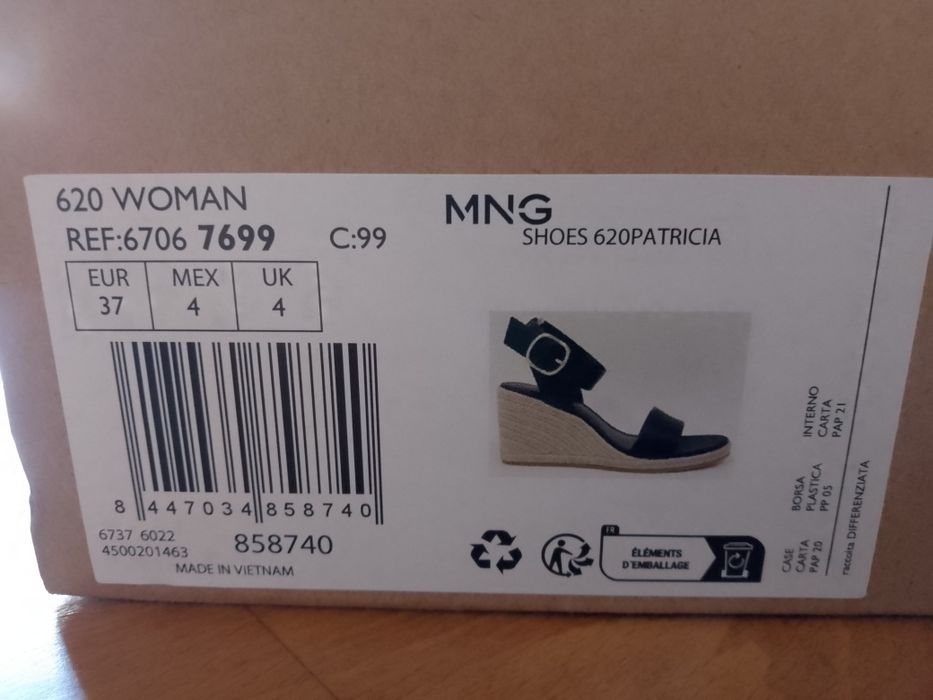 620 WOMAN
REF:6706 7699 C:99
EUR MEX UK
37 4 4
8 447034 858740
6737 6022
4500201463
858740
MADE IN VIETNAM
MNG
SHOES 620PATRICIA
FR
ÉLÉMENTS
D'EMBALLAGE
CASE
CARTA
PAP 20
BORSA
PLASTICA
PP 05
INTERNO
CARTA
PAP 21
raccolta DIFFERENZIATA